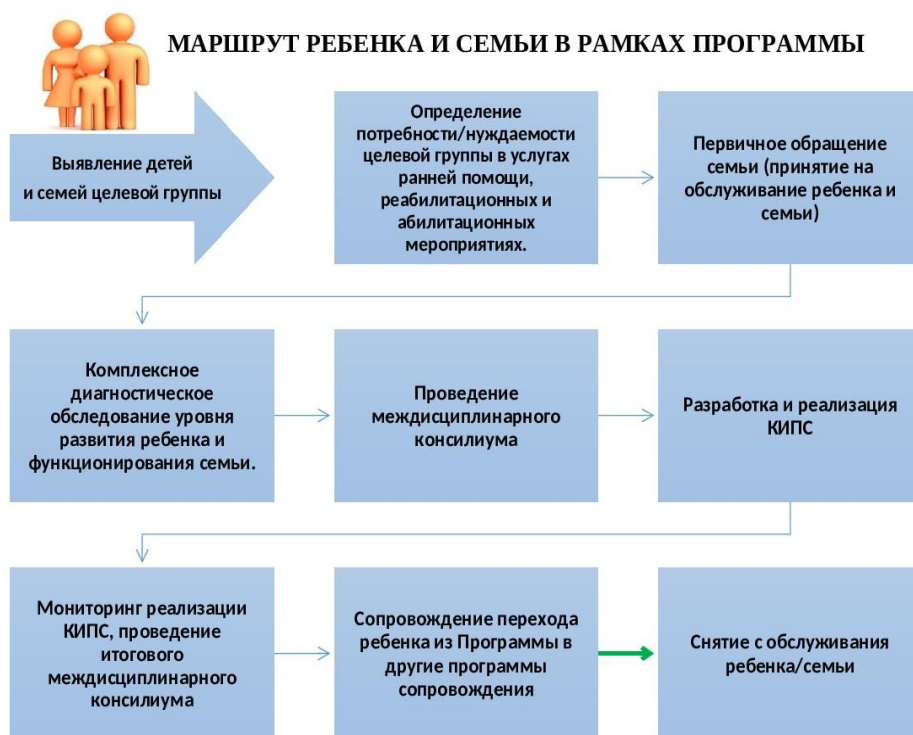 МАРШРУТ РЕБЕНКА И СЕМЬИ В РАМКАХ ПРОГРАММЫ
Выявление детей
и семей целевой группы
Определение
потребности/нуждаемости
целевой группы в услугах
ранней помощи,
реабилитационных и
абилитационных
мероприятиях.
Первичное обращение
семьи (принятие на
обслуживание ребенка и
семьи)
Комплексное
диагностическое
обследование уровня
развития ребенка и
функционирования семьи.
Проведение
междисциплинарного
консилиума
Разработка и реализация
КИПС
Мониторинг реализации
КИПС, проведение
итогового
междисциплинарного
консилиума
Сопровождение перехода
ребенка из Программы в
другие программы
сопровождения
Снятие с обслуживания
ребенка/семьи